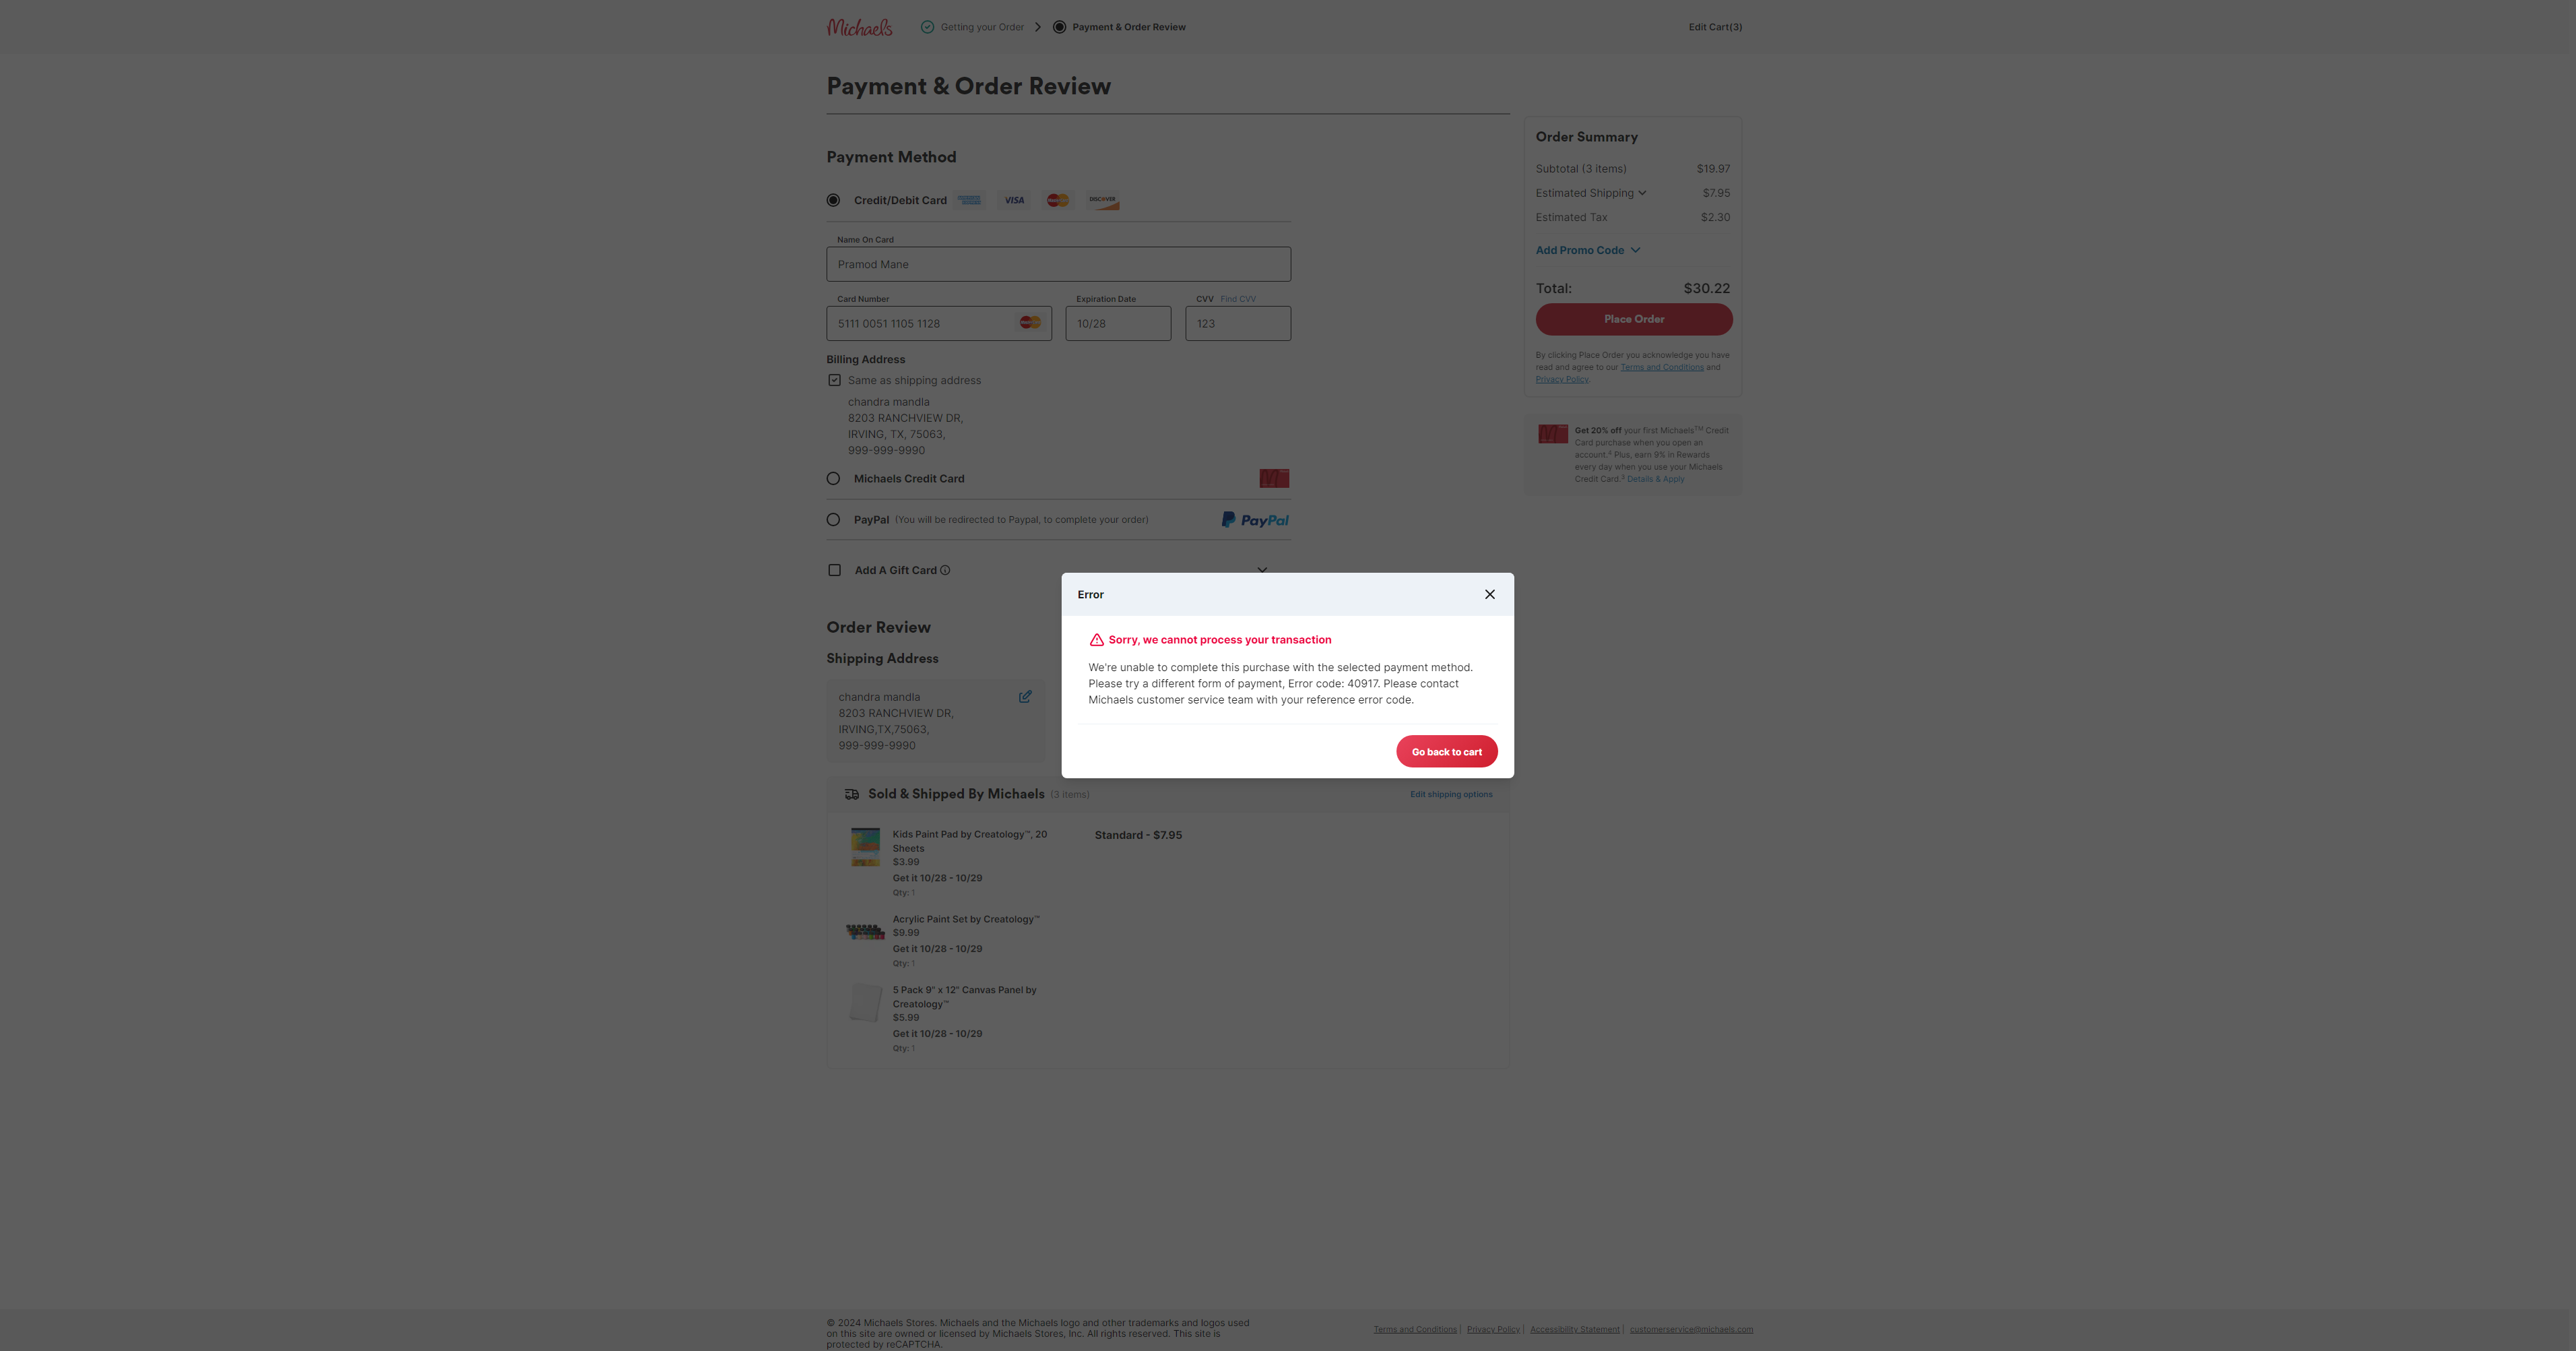 Michaels
Getting your Order
Payment & Order Review
Edit Cart(3)
Payment & Order Review
Payment Method
Credit/Debit Card
VISA
DISCOVER
Name On Card
Pramod Mane
Card Number
Expiration Date
CVV Find CVV
5111 0051 1105 1128
10/28
123
Billing Address
Same as shipping address
chandra mandla
8203 RANCHVIEW DR,
IRVING, TX, 75063,
999-999-9990
Michaels Credit Card
PayPal (You will be redirected to Paypal, to complete your order)
PayPal
Add A Gift Card
Order Summary
Subtotal (3 items) $19.97
Estimated Shipping $7.95
Estimated Tax $2.30
Add Promo Code
Total: $30.22
Place Order
By clicking Place Order you acknowledge you have
read and agree to our Terms and Conditions and
Privacy Policy.
Get 20% off your first Michaels™ Credit
Card purchase when you open an
account.⁴ Plus, earn 9% in Rewards
every day when you use your Michaels
Credit Card.² Details & Apply
Error
Sorry, we cannot process your transaction
We're unable to complete this purchase with the selected payment method.
Please try a different form of payment, Error code: 40917. Please contact
Michaels customer service team with your reference error code.
Go back to cart
Order Review
Shipping Address
chandra mandla
8203 RANCHVIEW DR,
IRVING,TX,75063,
999-999-9990
Sold & Shipped By Michaels (3 items)
Edit shipping options
Kids Paint Pad by Creatology™, 20
Sheets
$3.99
Get it 10/28 - 10/29
Qty: 1
Standard - $7.95
Acrylic Paint Set by Creatology™
$9.99
Get it 10/28 - 10/29
Qty: 1
5 Pack 9" x 12" Canvas Panel by
Creatology™
$5.99
Get it 10/28 - 10/29
Qty: 1
© 2024 Michaels Stores. Michaels and the Michaels logo and other trademarks and logos used
on this site are owned or licensed by Michaels Stores, Inc. All rights reserved. This site is
protected by reCAPTCHA.
Terms and Conditions | Privacy Policy | Accessibility Statement | customerservice@michaels.com